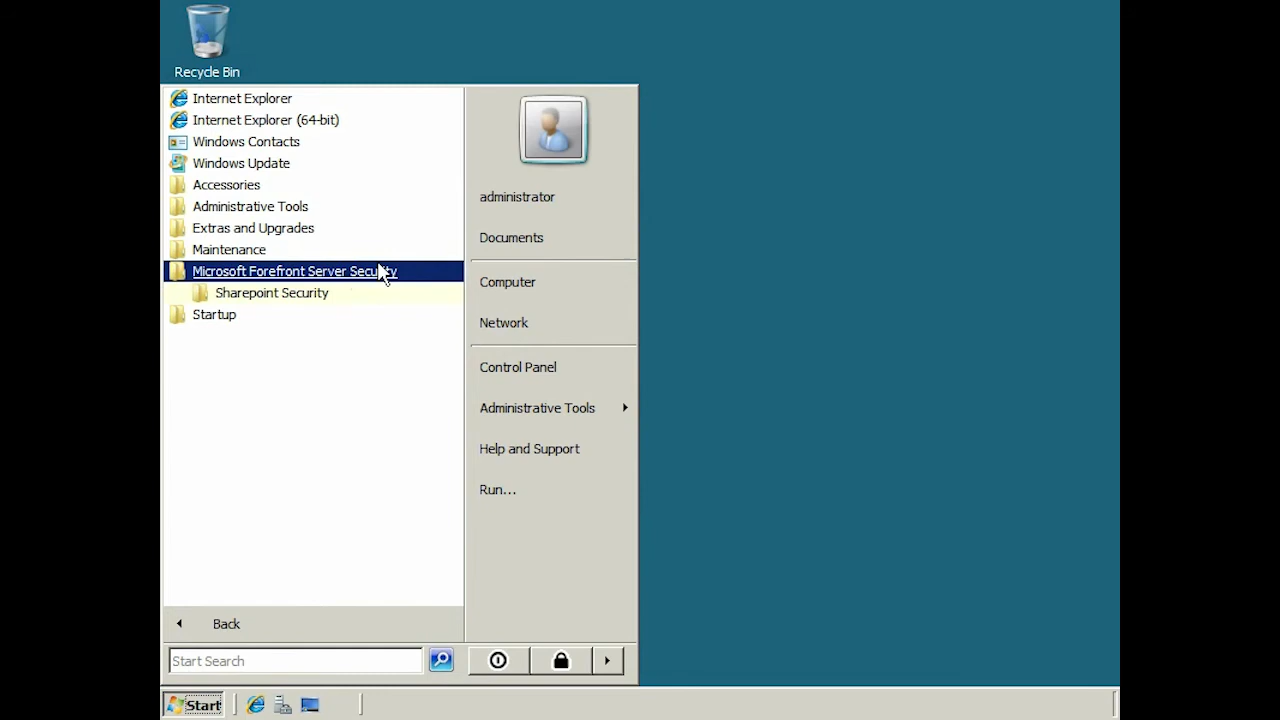 Recycle Bin
Internet Explorer
Internet Explorer (64-bit)
Windows Contacts
Windows Update
Accessories
Administrative Tools
Extras and Upgrades
Maintenance
Microsoft Forefront Server Security
Sharepoint Security
Startup
Back
Start Search
administrator
Documents
Computer
Network
Control Panel
Administrative Tools
Help and Support
Run...
Start